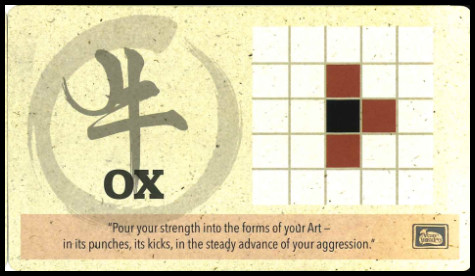 牛
OX
"Pour your strength into the forms of your Art –
in its punches, its kicks, in the steady advance of your aggression."